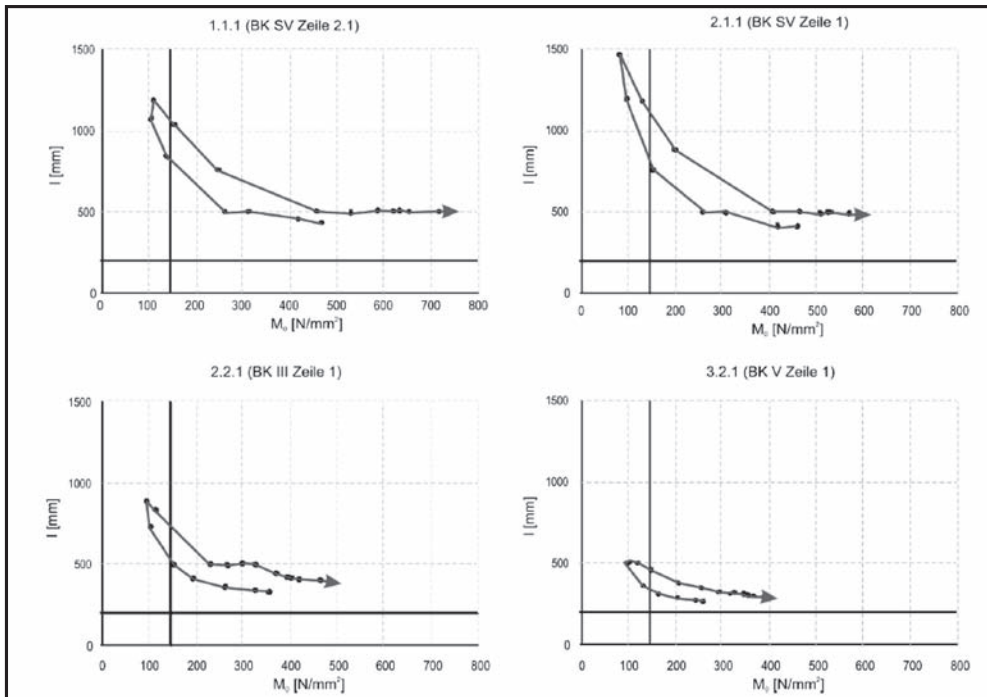 1.1.1 (BK SV Zeile 2.1)
1500
1000
500
0
l [mm]
0 100 200 300 400 500 600 700 800
M₀ [N/mm²]
2.1.1 (BK SV Zeile 1)
1500
1000
500
0
l [mm]
0 100 200 300 400 500 600 700 800
M₀ [N/mm²]
2.2.1 (BK III Zeile 1)
1500
1000
500
0
l [mm]
0 100 200 300 400 500 600 700 800
M₀ [N/mm²]
3.2.1 (BK V Zeile 1)
1500
1000
500
0
l [mm]
0 100 200 300 400 500 600 700 800
M₀ [N/mm²]